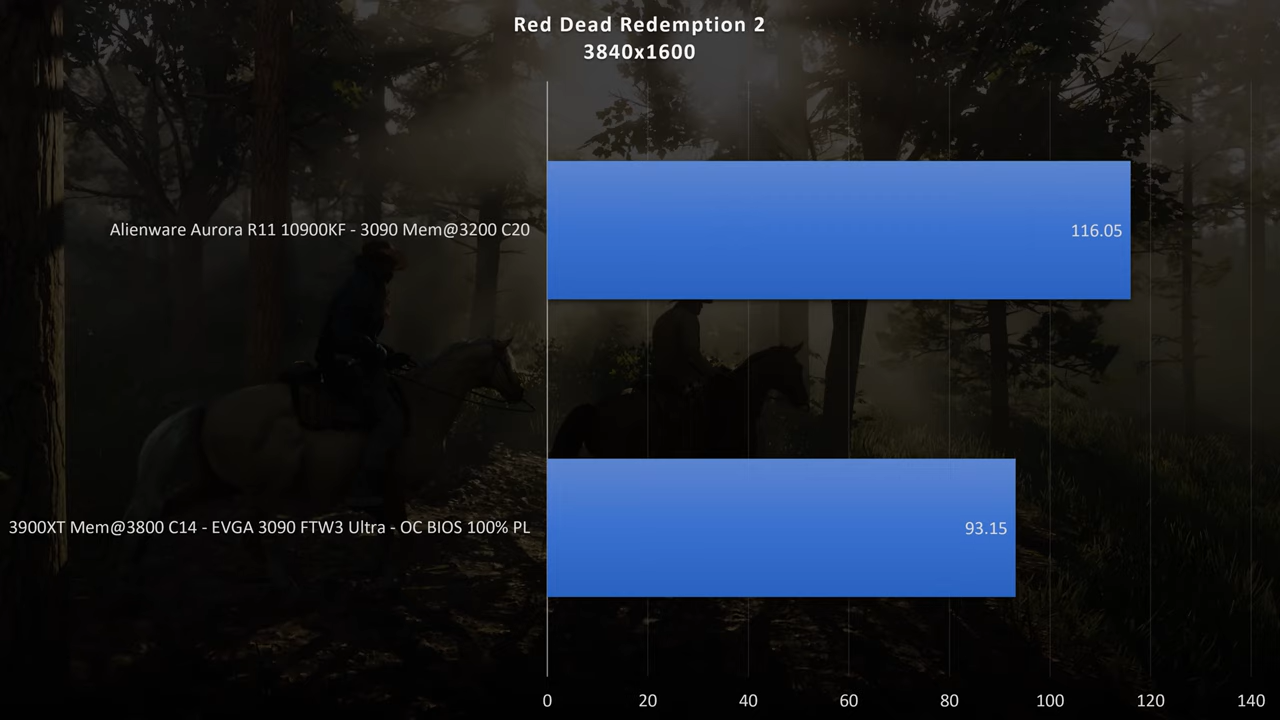 Red Dead Redemption 2
3840x1600
Alienware Aurora R11 10900KF - 3090 Mem@3200 C20
116.05
3900XT Mem@3800 C14 - EVGA 3090 FTW3 Ultra - OC BIOS 100% PL
93.15
0 20 40 60 80 100 120 140